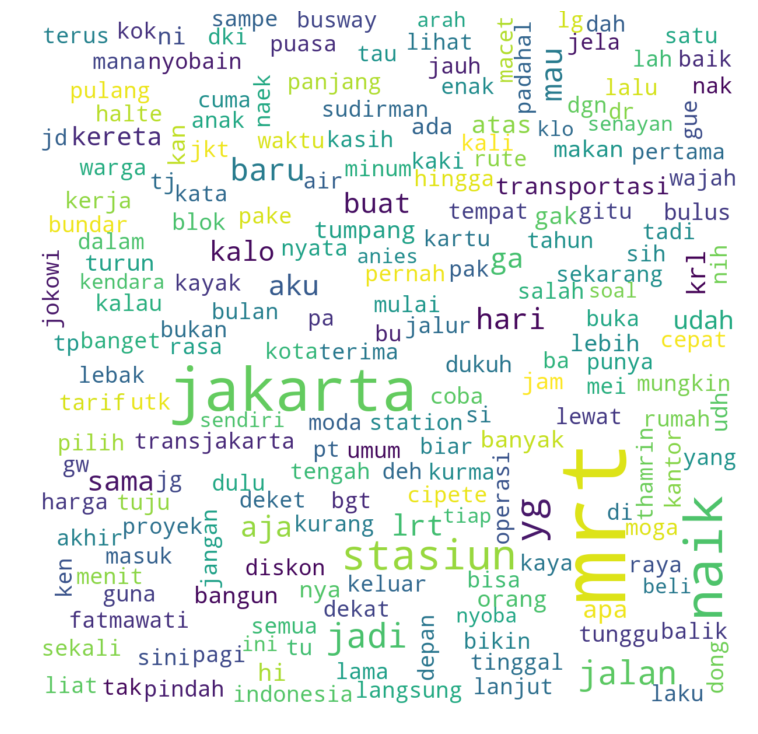 sampe busway arah lg dah
terus kok ni dki puasa tau lihat macet padahal jela satu
mana nyobain jauh mau lah baik
pulang cuma naek panjang enak lalu nak
halte anak sudirman dgn dr gue
jd kereta kan jkt waktu kasih ada atas klo senayan
warga baru air minum kaki kali rute makan pertama
tj kata hingga transportasi wajah
kerja buat tempat gak gitu bulus
bundar blok pake tumpang kartu tahun tadi
dalam kalo nyata anies ga sih nih
turun pernah pak sekarang krl
jokowi kendara kayak aku salah soal
kalau bulan mulai hari buka udah
bukan pa bu jalur
tp banget rasa kota terima lebih cepat
lebak jakarta dukuh ba punya
jam mei mungkin
tarif utk coba
sendiri moda station si lewat rumah udh
pilih transjakarta pt umum biar banyak thamrin kantor yang
gw sama jg tengah deh kurma operasi mrt
harga tuju dulu deket bgt cipete yg di naik
akhir proyek jangan aja kurang lrt tiap moga
masuk stasiun kaya raya
ken menit diskon bisa beli
guna bangun nya keluar orang
fatmawati dekat nyoba apa
semua jadi depan bikin tunggu balik
sekali sini pagi ini tu tinggal dong
hi lama jalan
liat tak pindah indonesia langsung lanjut laku